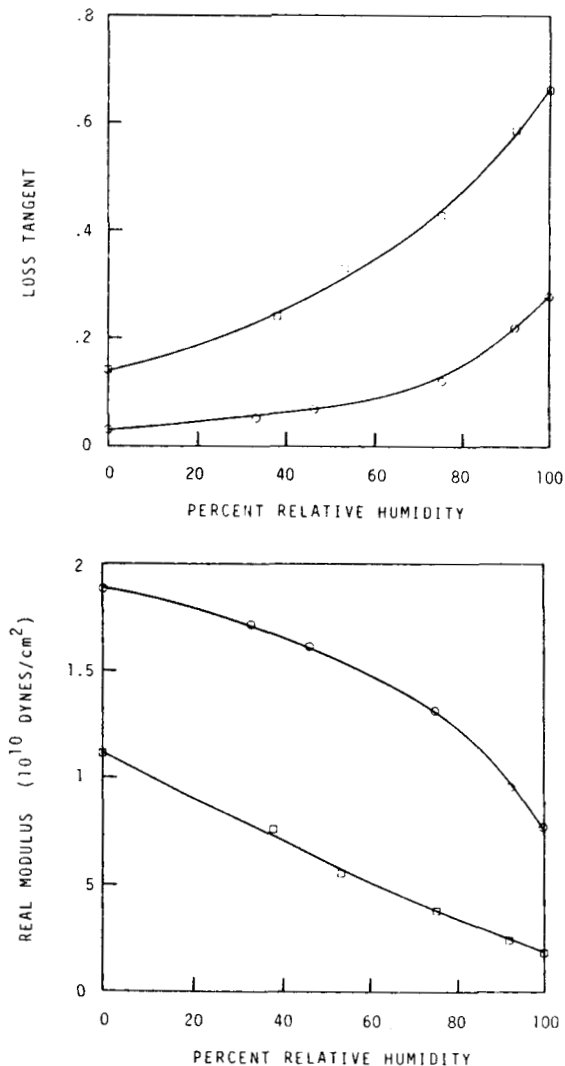 .8
.6
.4
.2
0
LOSS TANGENT
0 20 40 60 80 100
PERCENT RELATIVE HUMIDITY
2
1.5
1
5
0
REAL MODULUS (10^10 DYNES/cm^2)
0 20 40 60 80 100
PERCENT RELATIVE HUMIDITY